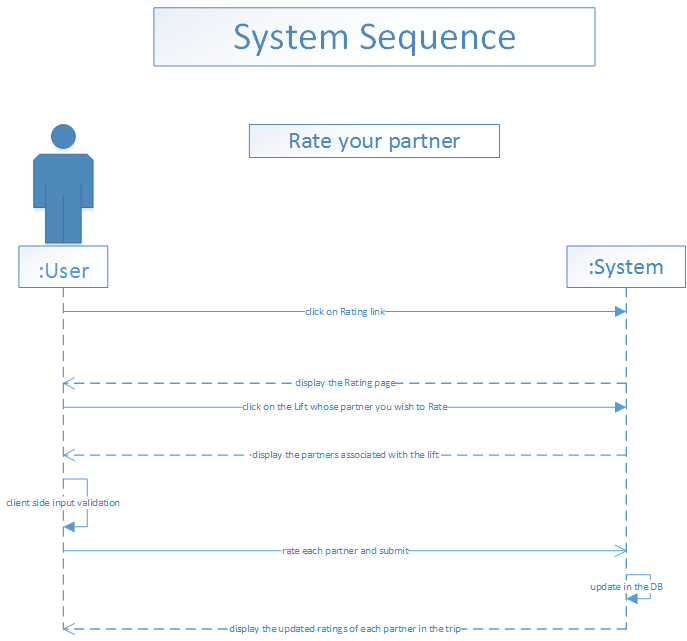 System Sequence
Rate your partner
:User
:System
click on Rating link
display the Rating page
click on the Lift whose partner you wish to Rate
display the partners associated with the lift
client side input validation
rate each partner and submit
update in the DB
display the updated ratings of each partner in the trip